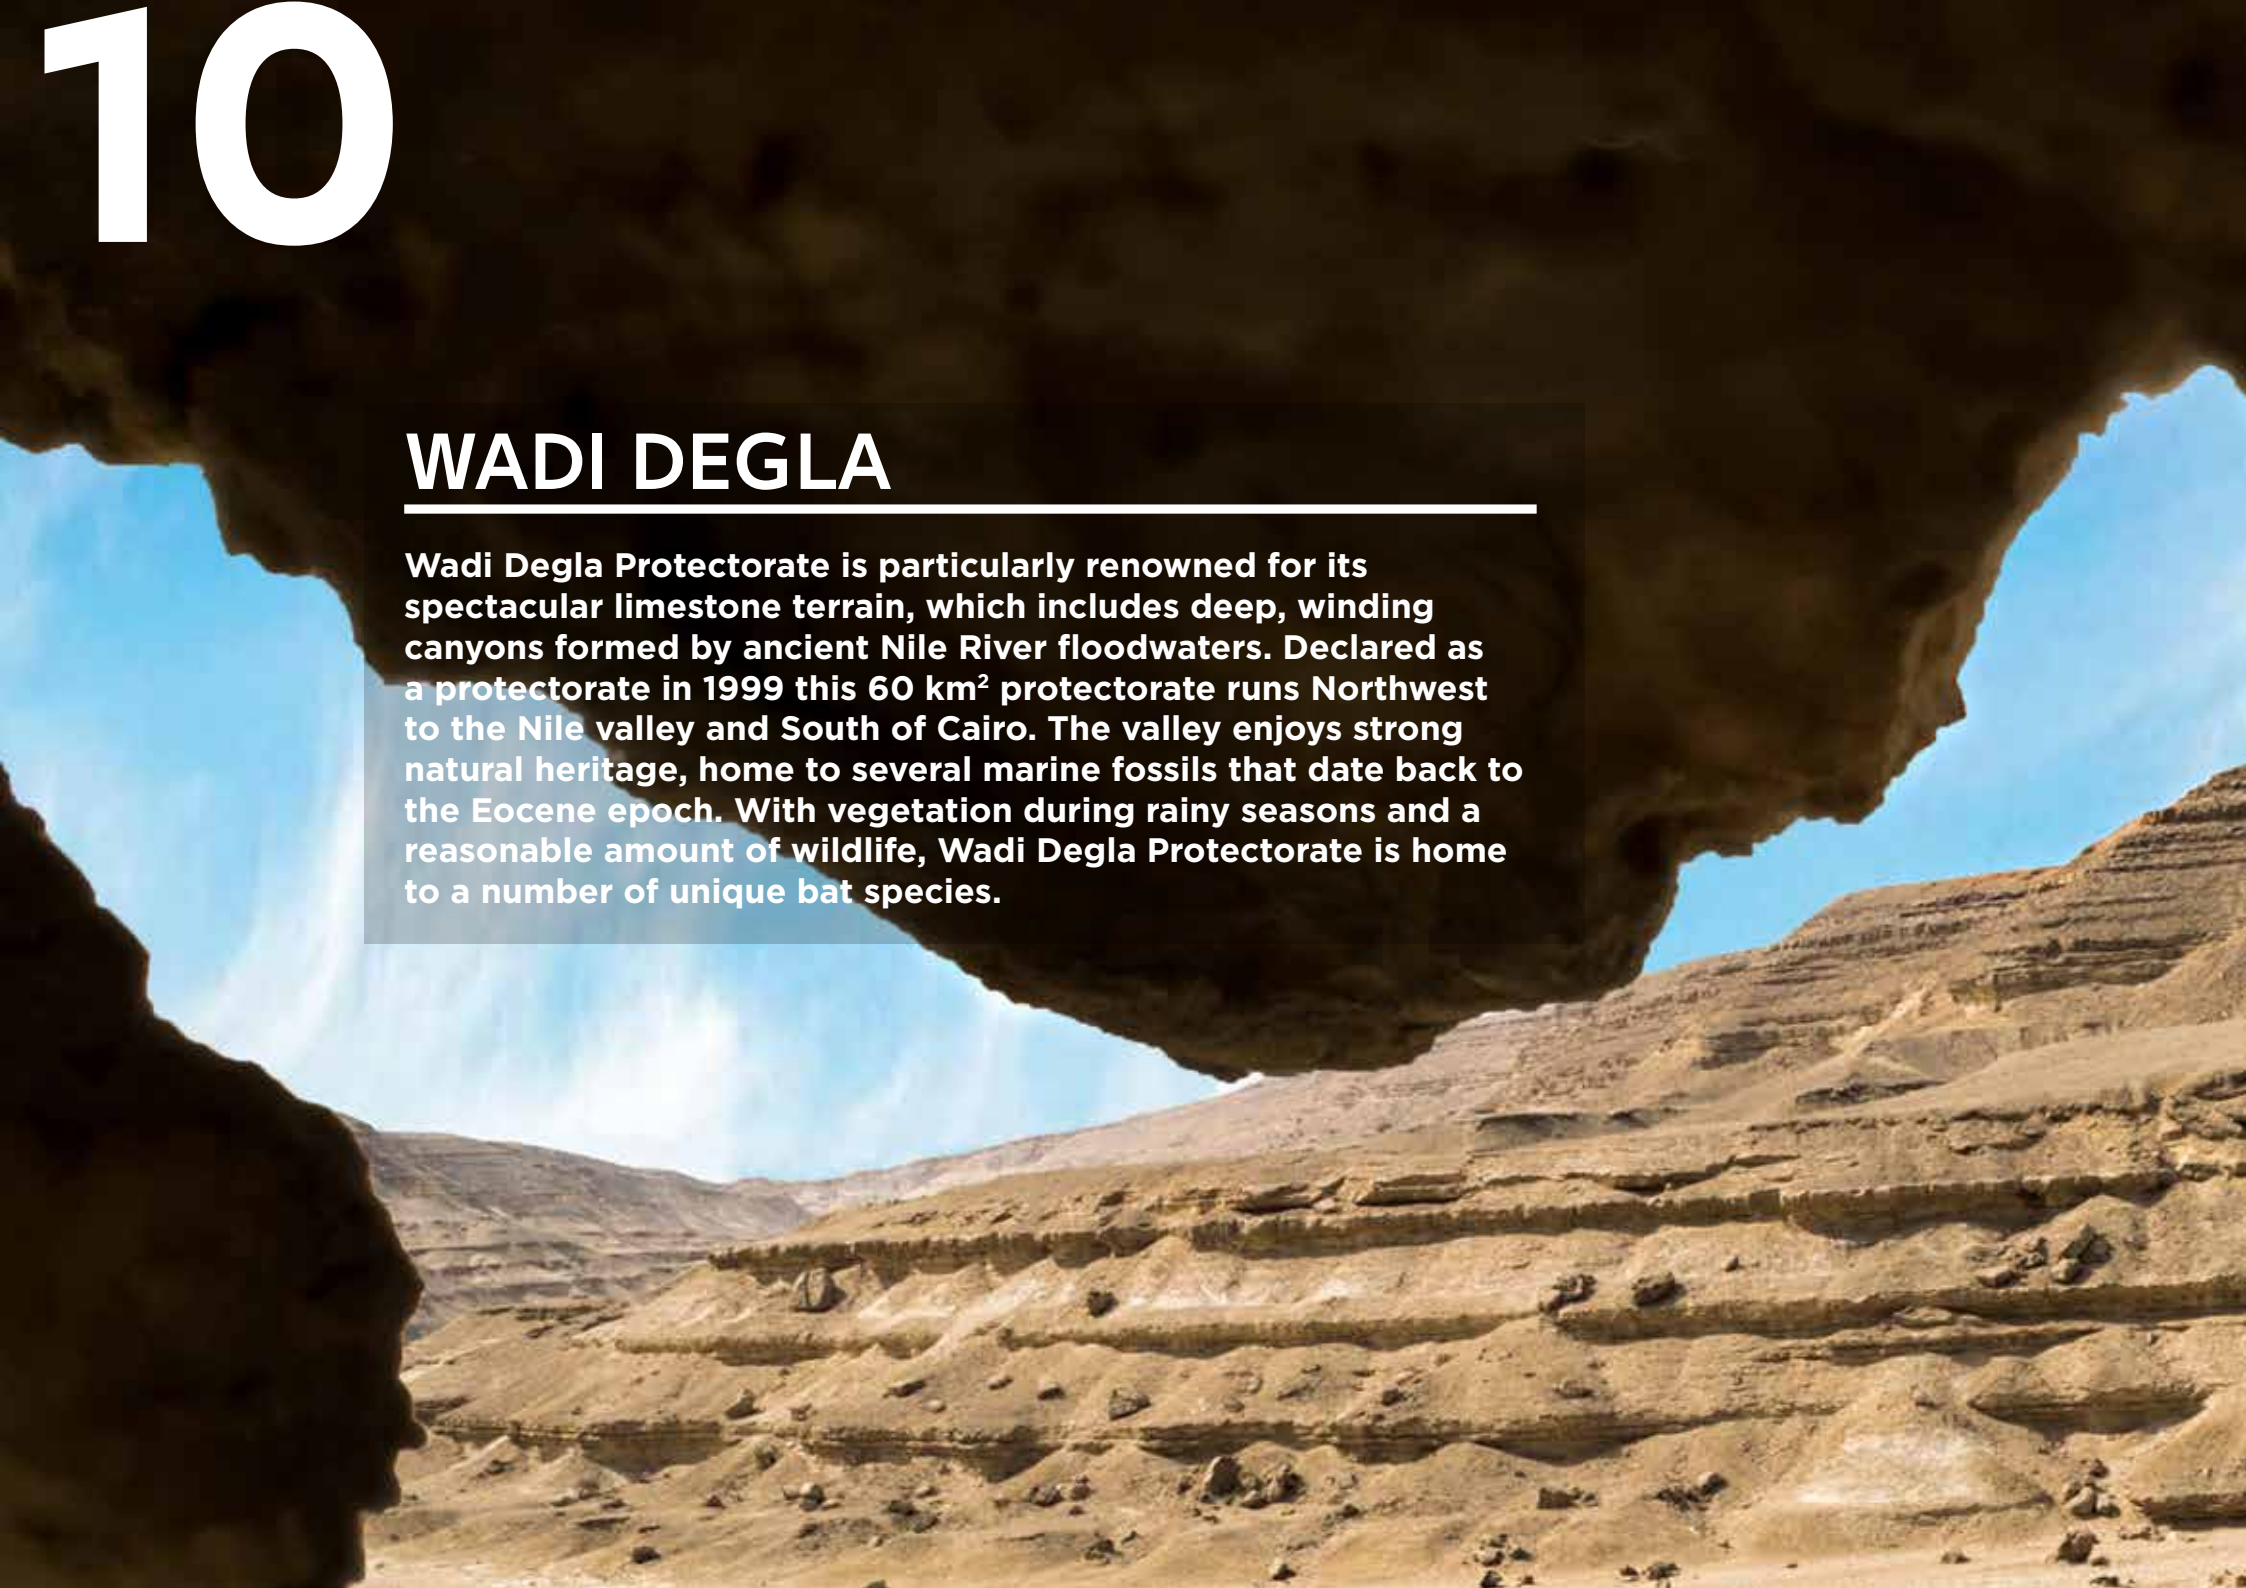 10
WADI DEGLA
Wadi Degla Protectorate is particularly renowned for its
spectacular limestone terrain, which includes deep, winding
canyons formed by ancient Nile River floodwaters. Declared as
a protectorate in 1999 this 60 km² protectorate runs Northwest
to the Nile valley and South of Cairo. The valley enjoys strong
natural heritage, home to several marine fossils that date back to
the Eocene epoch. With vegetation during rainy seasons and a
reasonable amount of wildlife, Wadi Degla Protectorate is home
to a number of unique bat species.